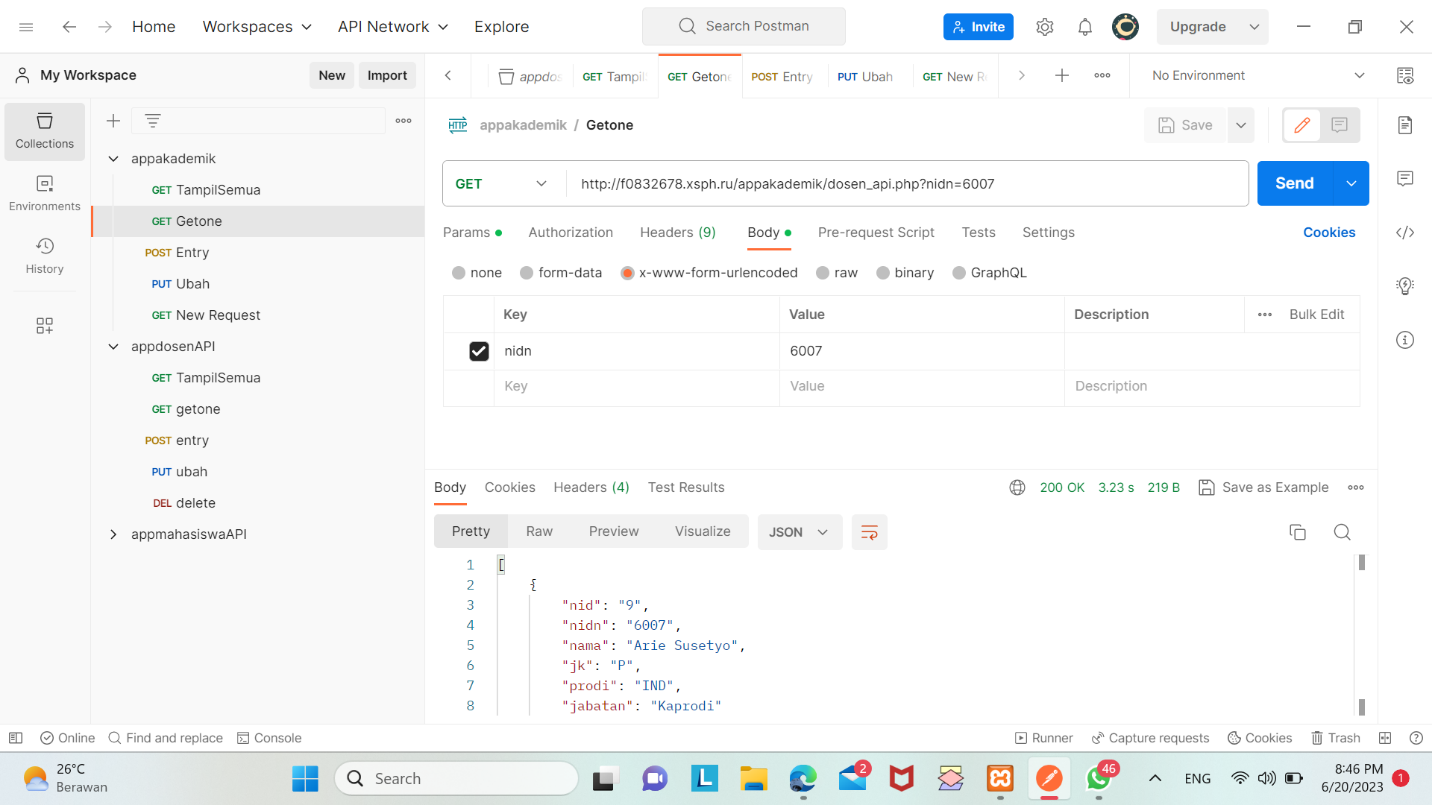 Home Workspaces API Network Explore Search Postman Invite Upgrade
My Workspace New Import appdos GET Tampil GET Getone POST Entry PUT Ubah GET New R No Environment
Collections
Environments
History
appakademik
GET TampilSemua
GET Getone
POST Entry
PUT Ubah
GET New Request
appdosenAPI
GET TampilSemua
GET getone
POST entry
PUT ubah
DEL delete
appmahasiswaAPI
HTTP appakademik / Getone Save
GET http://f0832678.xsph.ru/appakademik/dosen_api.php?nidn=6007 Send
Params Authorization Headers (9) Body Pre-request Script Tests Settings Cookies
none form-data x-www-form-urlencoded raw binary GraphQL
Key Value Description Bulk Edit
nidn 6007
Key Value Description
Body Cookies Headers (4) Test Results 200 OK 3.23 s 219 B Save as Example
Pretty Raw Preview Visualize JSON
1 [
2 {
3 "nid": "9",
4 "nidn": "6007",
5 "nama": "Arie Susetyo",
6 "jk": "P",
7 "prodi": "IND",
8 "jabatan": "Kaprodi"
Online Find and replace Console Runner Capture requests Cookies Trash
26°C
Berawan
Search L 2 46 ENG
8:46 PM
6/20/2023 1